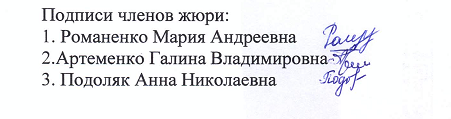 Подписи членов жюри:
1. Романенко Мария Андреевна
2.Артеменко Галина Владимировна
3. Подоляк Анна Николаевна